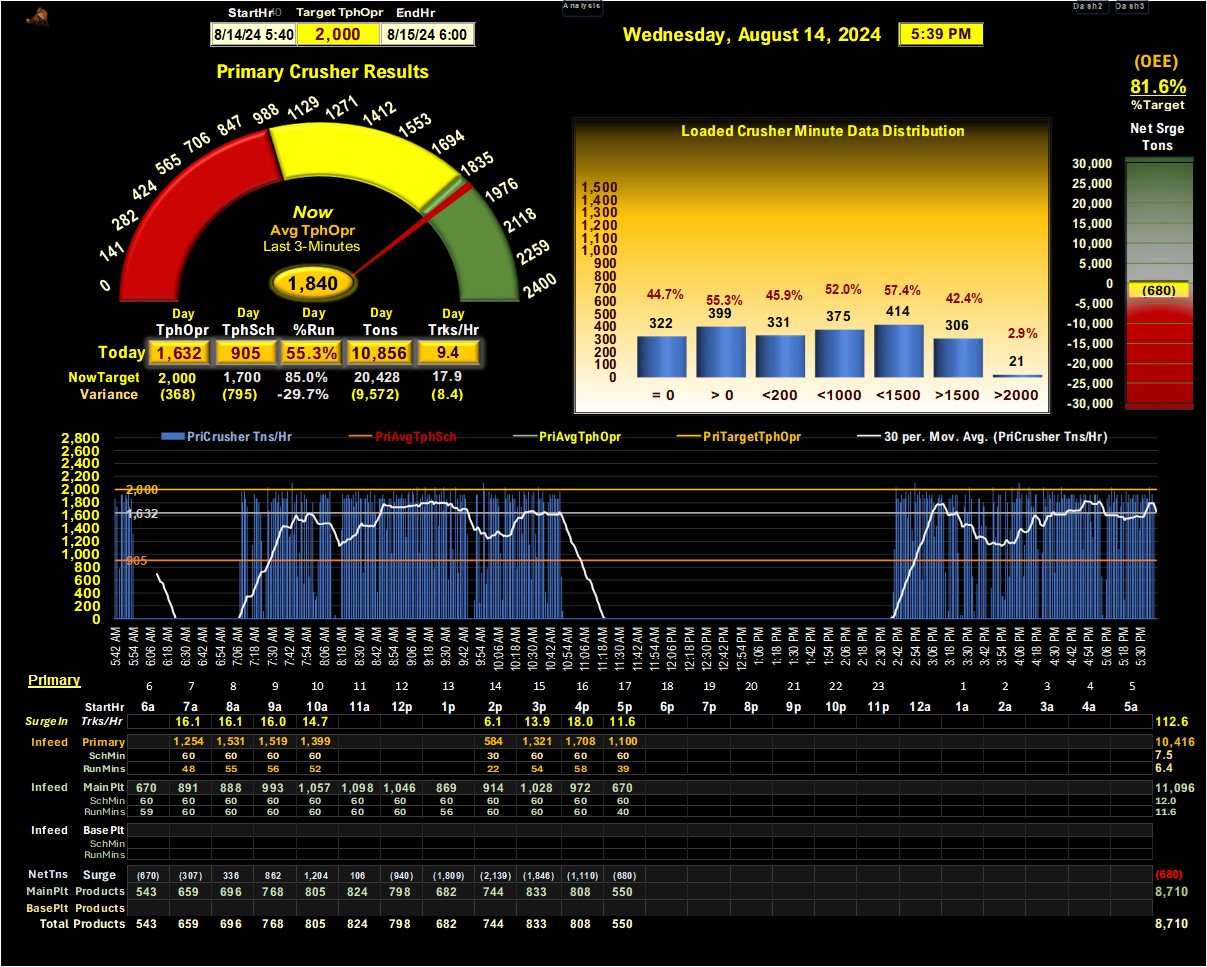 Analysis
Dash2 Dash3
StartHr Target TphOpr EndHr
8/14/24 5:40 2,000 8/15/24 6:00
Wednesday, August 14, 2024 5:39 PM
(OEE)
81.6%
%Target
Primary Crusher Results
0 141 282 424 565 706 847 988 1129 1271 1412 1553 1694 1835 1976 2118 2259 2400
Now
Avg TphOpr
Last 3-Minutes
1,840
Day Day Day Day Day
TphOpr TphSch %Run Tons Trks/Hr
Today 1,632 905 55.3% 10,856 9.4
NowTarget 2,000 1,700 85.0% 20,428 17.9
Variance (368) (795) -29.7% (9,572) (8.4)
Loaded Crusher Minute Data Distribution
1,500
1,400
1,300
1,200
1,100
1,000
900
800
700
600
500
400
300
200
100
0
44.7% 55.3% 45.9% 52.0% 57.4% 42.4% 2.9%
322 399 331 375 414 306 21
= 0 > 0 <200 <1000 <1500 >1500 >2000
Net Srge
Tons
30,000
25,000
20,000
15,000
10,000
5,000
0
-5,000
-10,000
-15,000
-20,000
-25,000
-30,000
(680)
PriCrusher Tns/Hr PriAvgTphSch PriAvgTphOpr PriTargetTphOpr 30 per. Mov. Avg. (PriCrusher Tns/Hr)
2,800
2,600
2,400
2,200
2,000
1,800
1,600
1,400
1,200
1,000
800
600
400
200
0
2,000
1,632
905
5:42 AM 5:54 AM 6:06 AM 6:18 AM 6:30 AM 6:42 AM 6:54 AM 7:06 AM 7:18 AM 7:30 AM 7:42 AM 7:54 AM 8:06 AM 8:18 AM 8:30 AM 8:42 AM 8:54 AM 9:06 AM 9:18 AM 9:30 AM 9:42 AM 9:54 AM 10:06 AM 10:18 AM 10:30 AM 10:42 AM 10:54 AM 11:06 AM 11:18 AM 11:30 AM 11:42 AM 11:54 AM 12:06 PM 12:18 PM 12:30 PM 12:42 PM 12:54 PM 1:06 PM 1:18 PM 1:30 PM 1:42 PM 1:54 PM 2:06 PM 2:18 PM 2:30 PM 2:42 PM 2:54 PM 3:06 PM 3:18 PM 3:30 PM 3:42 PM 3:54 PM 4:06 PM 4:18 PM 4:30 PM 4:42 PM 4:54 PM 5:06 PM 5:18 PM 5:30 PM
Primary
6 7 8 9 10 11 12 13 14 15 16 17 18 19 20 21 22 23 1 2 3 4 5
StartHr 6a 7a 8a 9a 10a 11a 12p 1p 2p 3p 4p 5p 6p 7p 8p 9p 10p 11p 12a 1a 2a 3a 4a 5a
SurgeIn Trks/Hr 16.1 16.1 16.0 14.7 6.1 13.9 18.0 11.6 112.6
Infeed Primary 1,254 1,531 1,519 1,399 584 1,321 1,708 1,100 10,416
SchMin 60 60 60 60 30 60 60 60 7.5
RunMins 48 55 56 52 22 54 58 39 6.4
Infeed MainPlt 670 891 888 993 1,057 1,098 1,046 869 914 1,028 972 670 11,096
SchMin 60 60 60 60 60 60 60 60 60 60 60 60 12.0
RunMins 59 60 60 60 60 60 60 56 60 60 60 40 11.6
Infeed Base Plt
SchMin
RunMins
NetTns Surge (670) (307) 336 862 1,204 106 (940) (1,809) (2,139) (1,846) (1,110) (680) (680)
MainPlt Products 543 659 696 768 805 824 798 682 744 833 808 550 8,710
BasePlt Products
Total Products 543 659 696 768 805 824 798 682 744 833 808 550 8,710